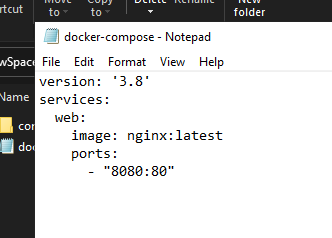 rtcut
Move to
Copy to
Delete
Rename
New folder
docker-compose - Notepad
File Edit Format View Help
version: '3.8'
services:
  web:
    image: nginx:latest
    ports:
      - "8080:80"
wSpac
Name
cor
doc